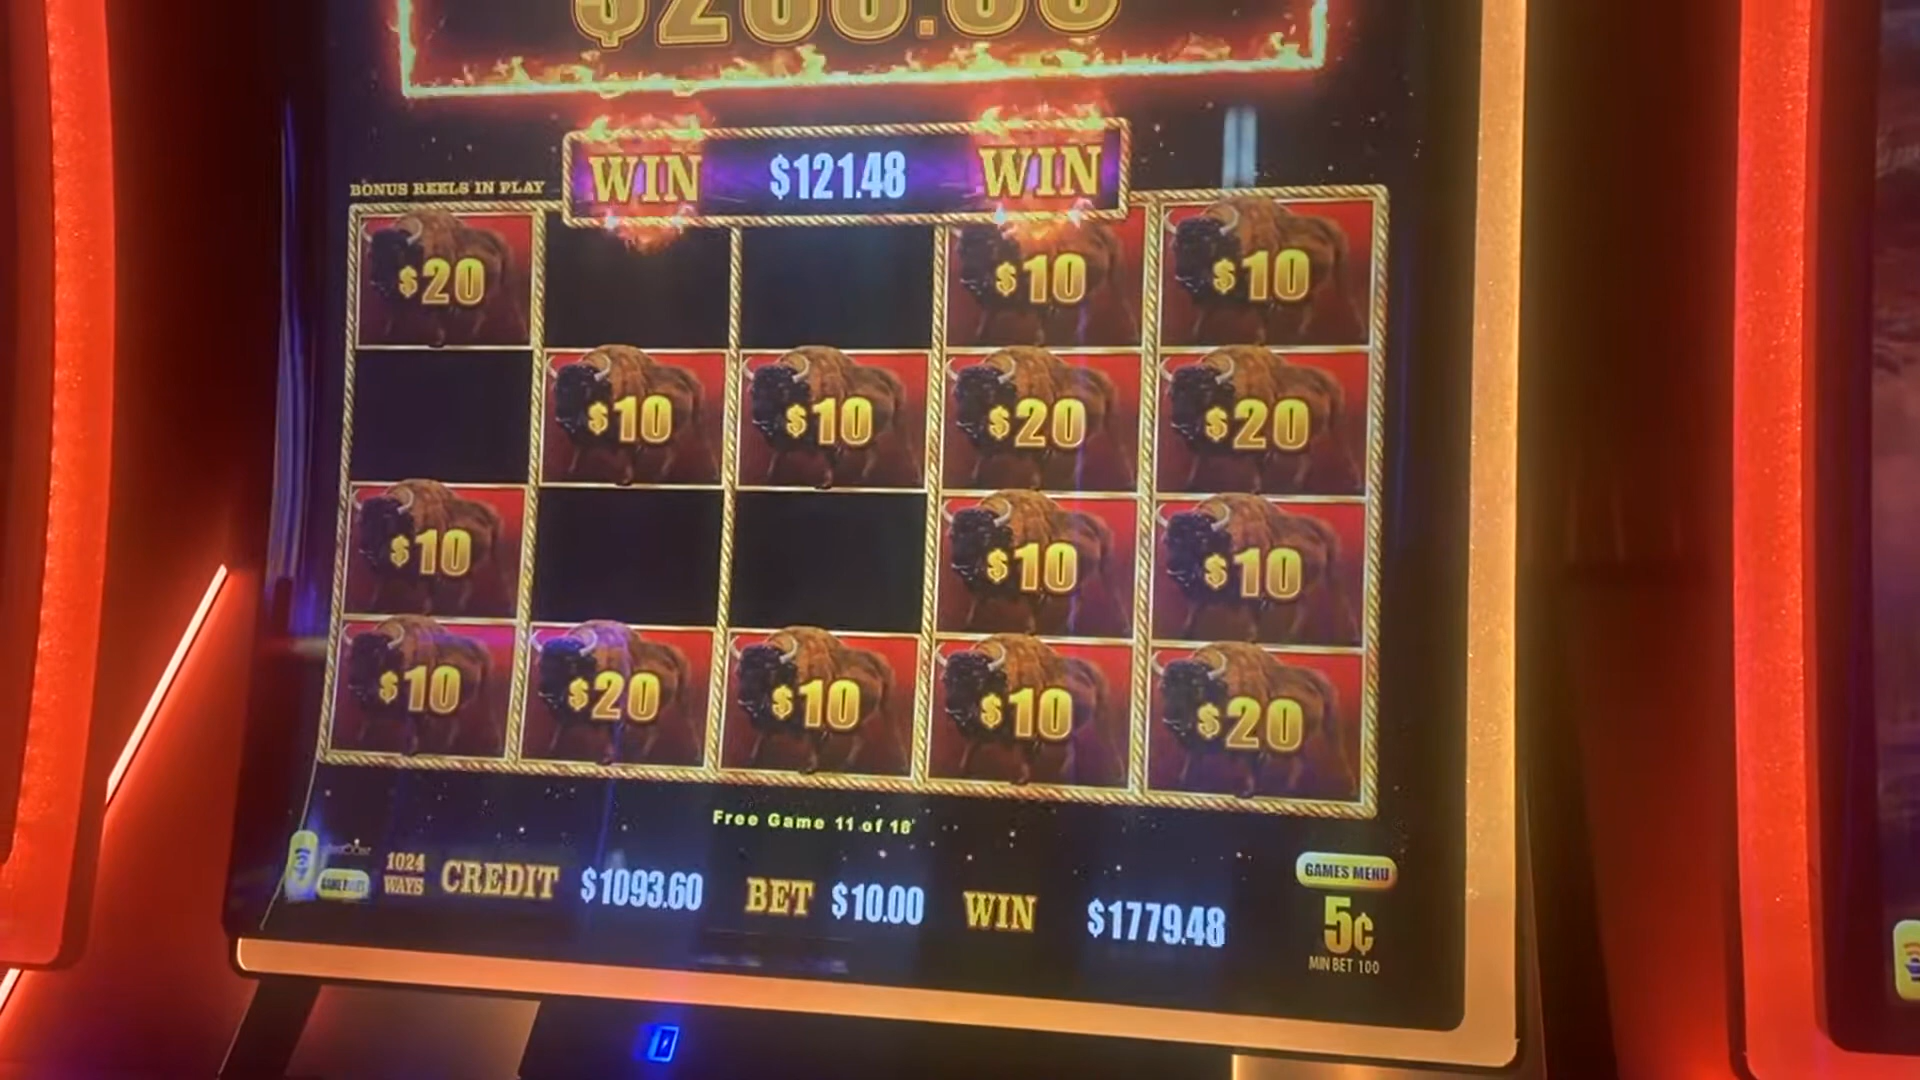 WIN $121.48 WIN
BONUS REELS IN PLAY
$20 $10 $10
$10 $10 $20 $20
$10 $10 $10
$10 $20 $10 $10 $20
Free Game 11 of 18
1024 WAYS CREDIT $1093.60 BET $10.00 WIN $1779.48
GAMES MENU
5¢
MIN BET 100